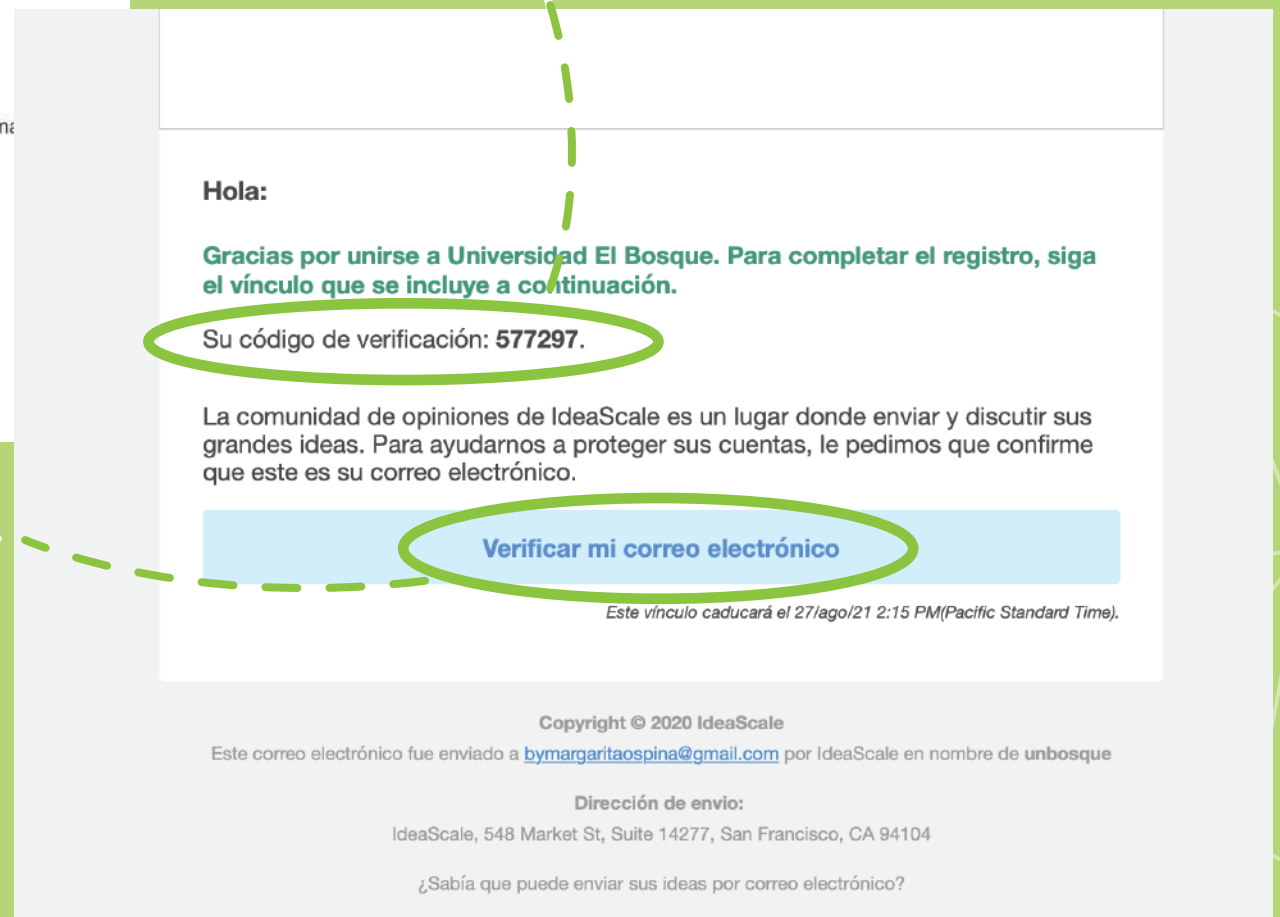 Hola:
Gracias por unirse a Universidad El Bosque. Para completar el registro, siga
el vínculo que se incluye a continuación.
Su código de verificación: 577297.
La comunidad de opiniones de IdeaScale es un lugar donde enviar y discutir sus
grandes ideas. Para ayudarnos a proteger sus cuentas, le pedimos que confirme
que este es su correo electrónico.
Verificar mi correo electrónico
Este vínculo caducará el 27/ago/21 2:15 PM(Pacific Standard Time).
Copyright © 2020 IdeaScale
Este correo electrónico fue enviado a bymargaritaospina@gmail.com por IdeaScale en nombre de unbosque
Dirección de envio:
IdeaScale, 548 Market St, Suite 14277, San Francisco, CA 94104
¿Sabía que puede enviar sus ideas por correo electrónico?